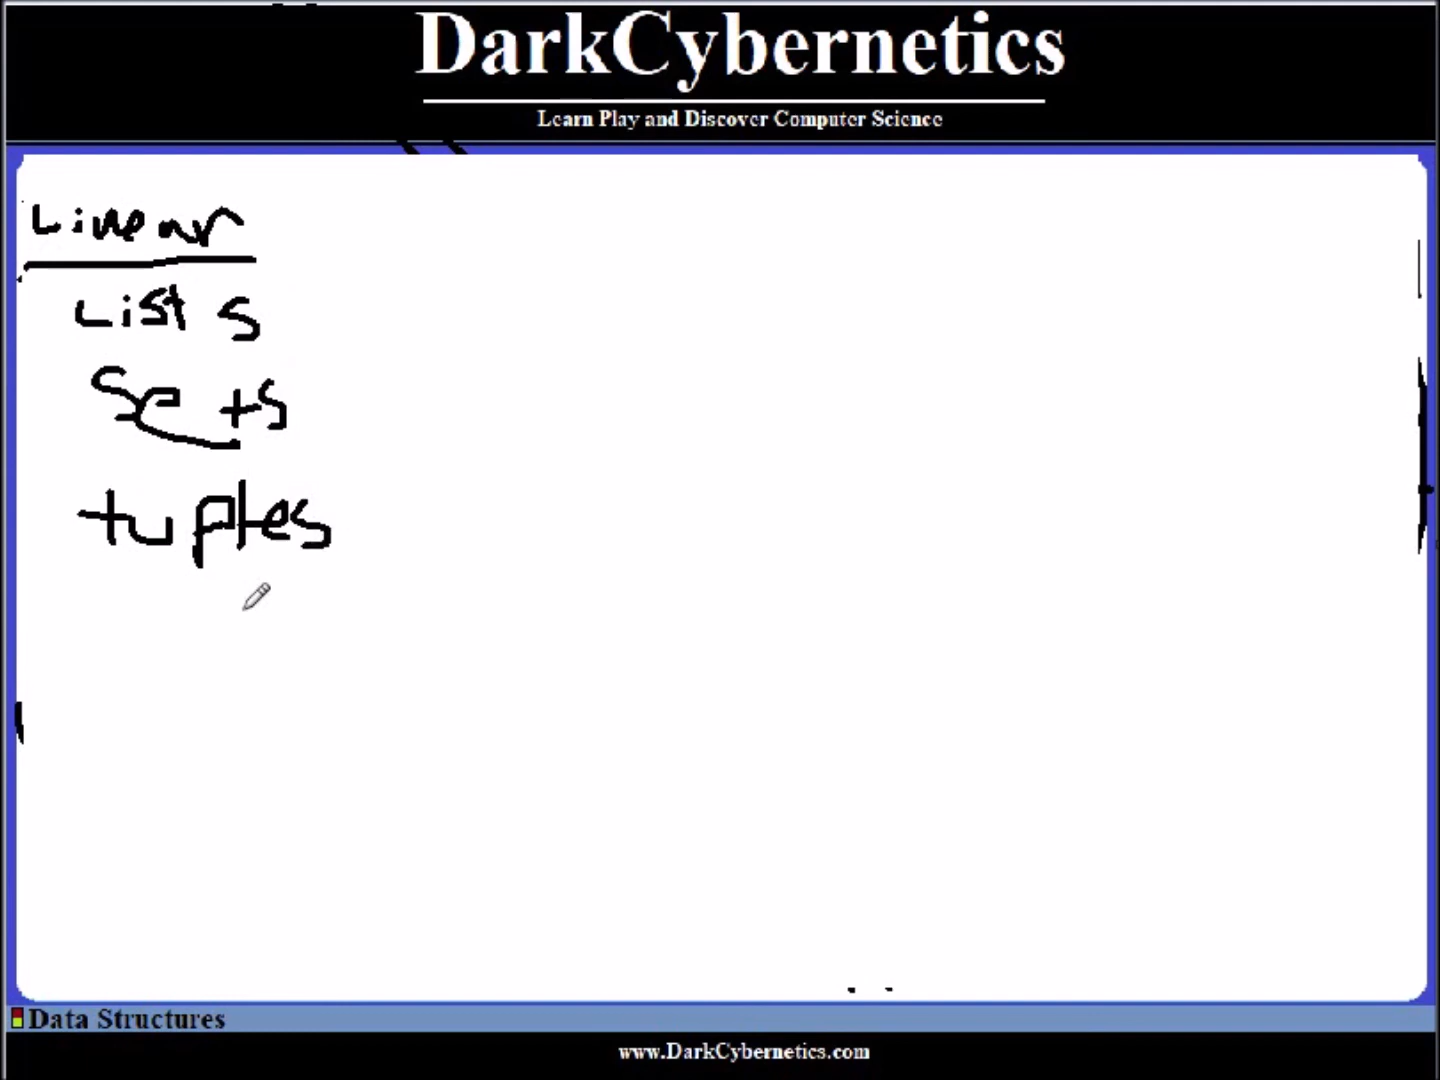 DarkCybernetics
Learn Play and Discover Computer Science
Linear
Lists
Sets
tuples
Data Structures
www.DarkCybernetics.com